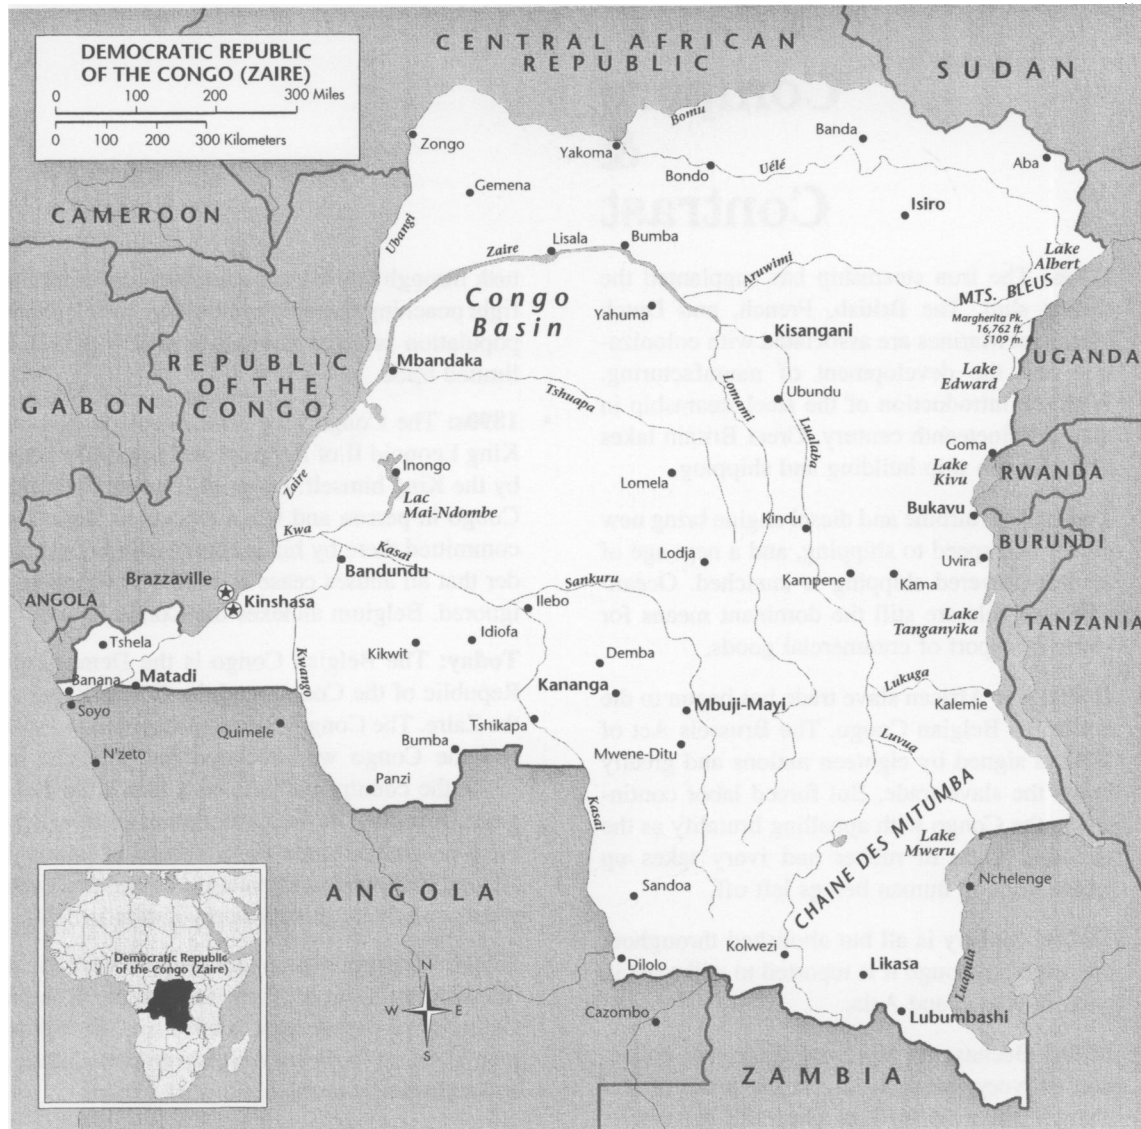 DEMOCRATIC REPUBLIC
OF THE CONGO (ZAIRE)
0 100 200 300 Miles
0 100 200 300 Kilometers
CENTRAL AFRICAN
REPUBLIC
SUDAN
Bomu
Banda
Zongo
Yakoma
Bondo
Uélé
Aba
Gemena
Isiro
CAMEROON
Ubangi
Zaire
Lisala
Bumba
Lake
Albert
Aruwimi
MTS. BLEUS
Congo
Basin
Yahuma
Kisangani
Margherita Pk.
16,762 ft.
5109 m.
UGANDA
REPUBLIC
OF THE
CONGO
Mbandaka
Lake
Edward
GABON
Tshuapa
Lomami
Ubundu
Lualaba
Goma
Inongo
Lake
Kivu
RWANDA
Zaire
Lac
Mai-Ndombe
Lomela
Bukavu
Kwa
Kindu
BURUNDI
Kasai
Lodja
Uvira
Brazzaville
Bandundu
Sankuru
Kampene
Kama
ANGOLA
Kinshasa
Ilebo
Lake
Tanganyika
TANZANIA
Tshela
Idiofa
Kikwit
Demba
Banana
Matadi
Kwango
Kananga
Lukuga
Soyo
Mbuji-Mayi
Kalemie
Quimele
Tshikapa
N'zeto
Bumba
Mwene-Ditu
Luvua
Panzi
Kasai
CHAINE DES MITUMBA
Lake
Mweru
ANGOLA
Sandoa
Nchelenge
Democratic Republic
of the Congo (Zaire)
Kolwezi
Dilolo
Likasa
Luapula
N
W E
S
Cazombo
Lubumbashi
ZAMBIA